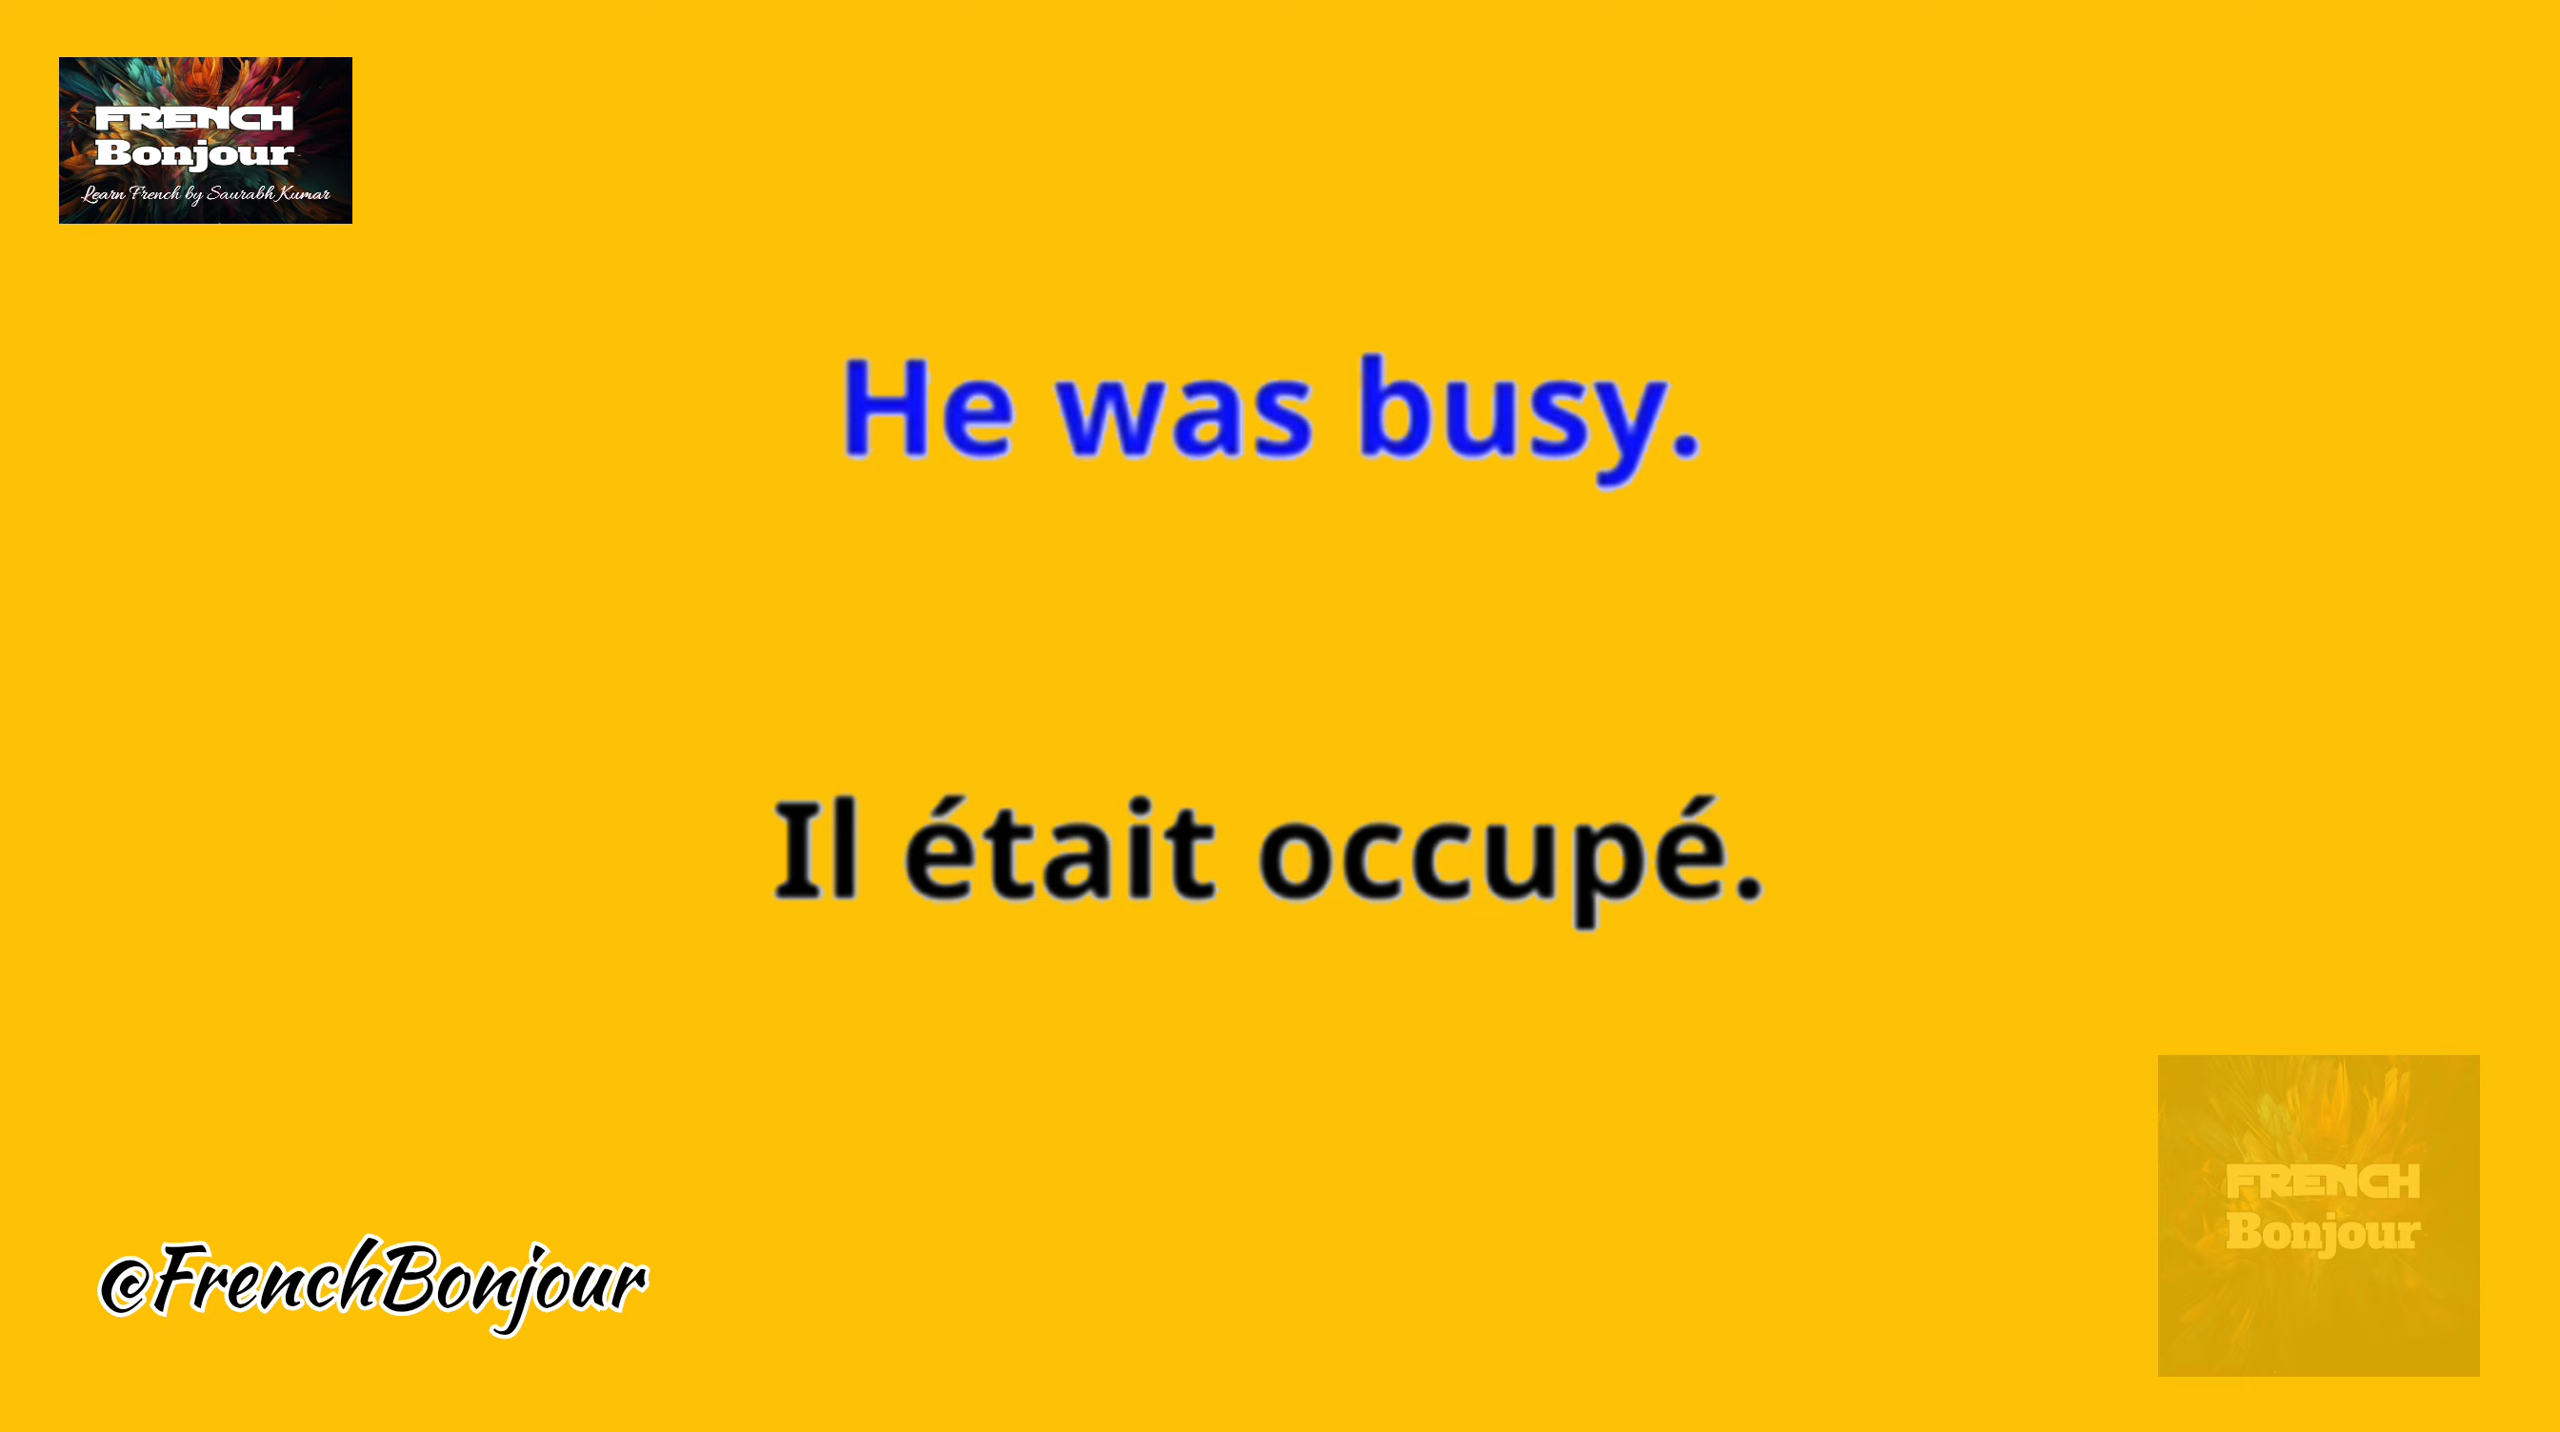 FRENCH
Bonjour
Learn French by Saurabh Kumar
He was busy.
Il était occupé.
@FrenchBonjour
FRENCH
Bonjour